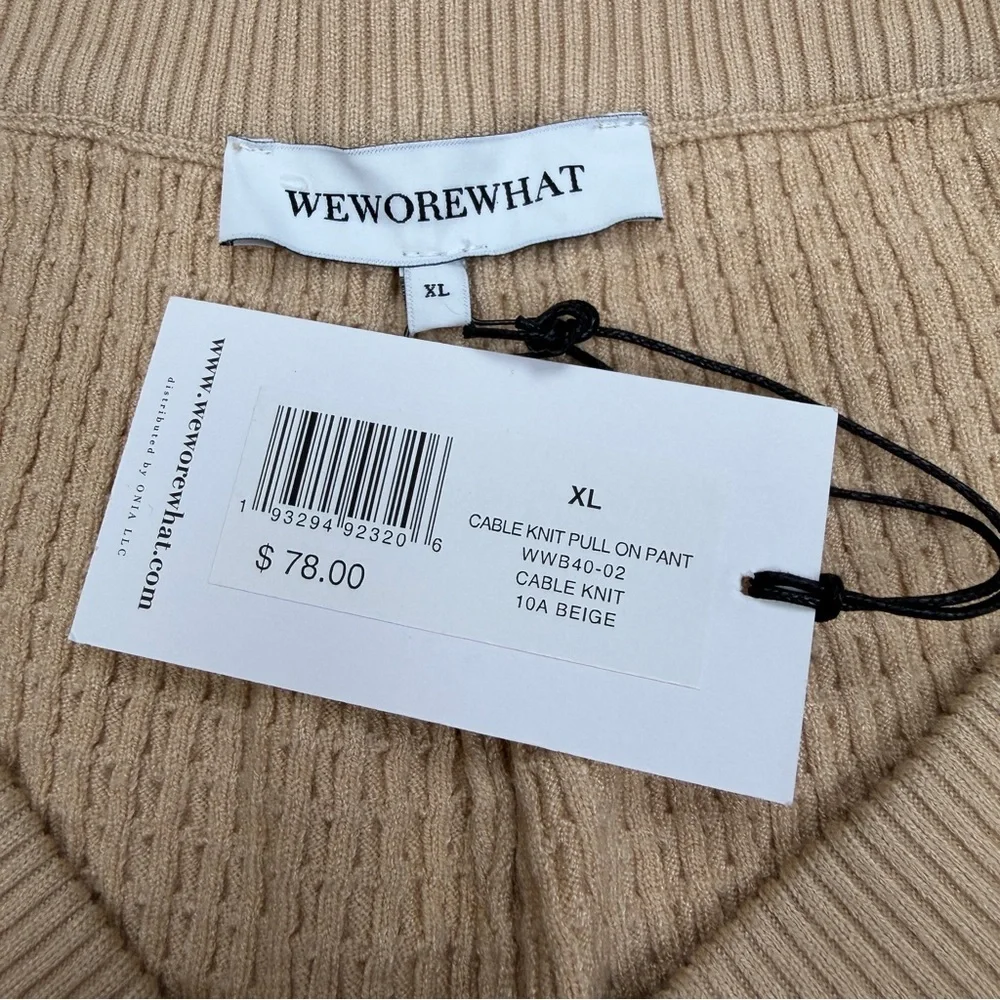 WEWOREWHAT
XL
www.weworewhat.com
distributed by ONIA LLC
1 93294 92320 6
$ 78.00
XL
CABLE KNIT PULL ON PANT
WWB40-02
CABLE KNIT
10A BEIGE